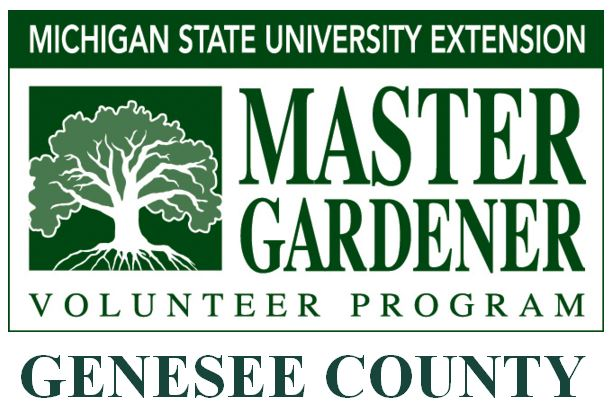 MICHIGAN STATE UNIVERSITY EXTENSION
MASTER
GARDENER
VOLUNTEER PROGRAM
GENESEE COUNTY